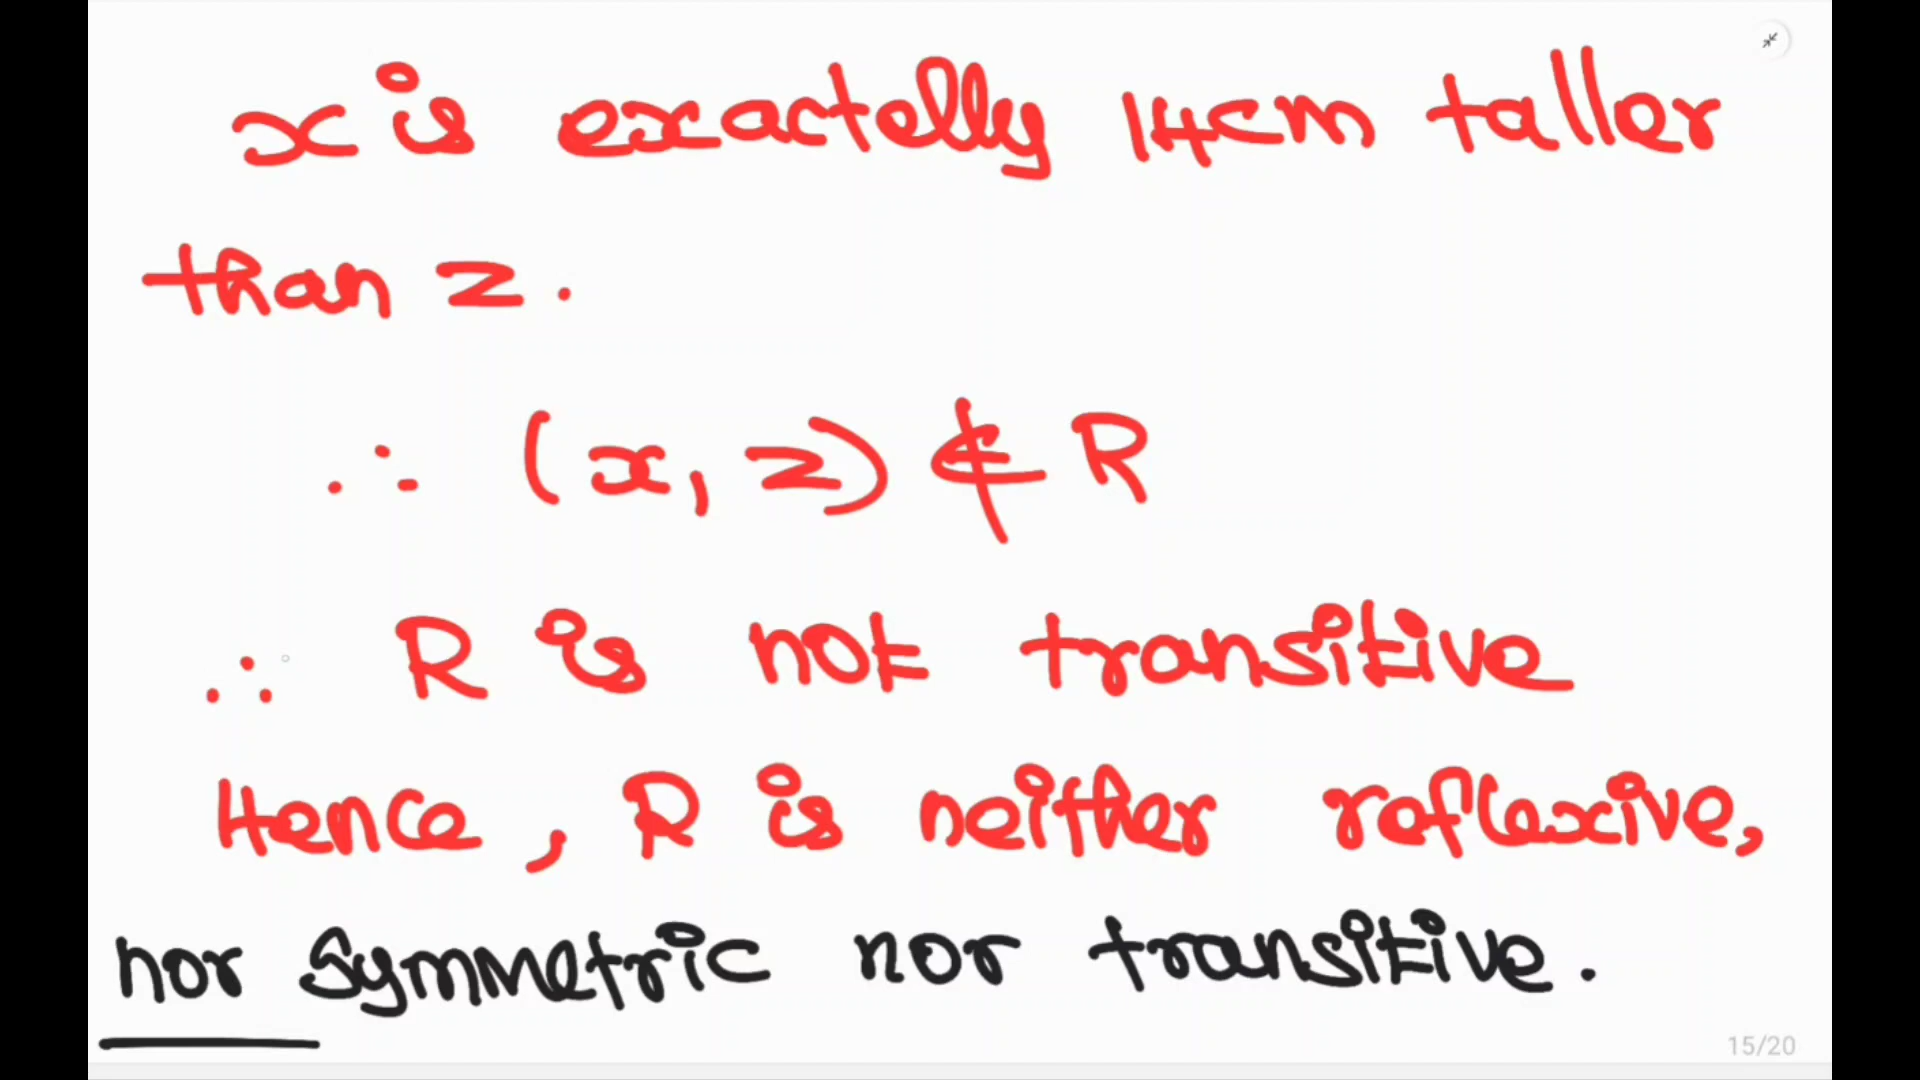 x is exactelly 14cm taller
than z.
∴ (x, z) ∉ R
∴ R is not transitive
Hence, R is neither reflexive,
nor symmetric nor transitive.
15/20